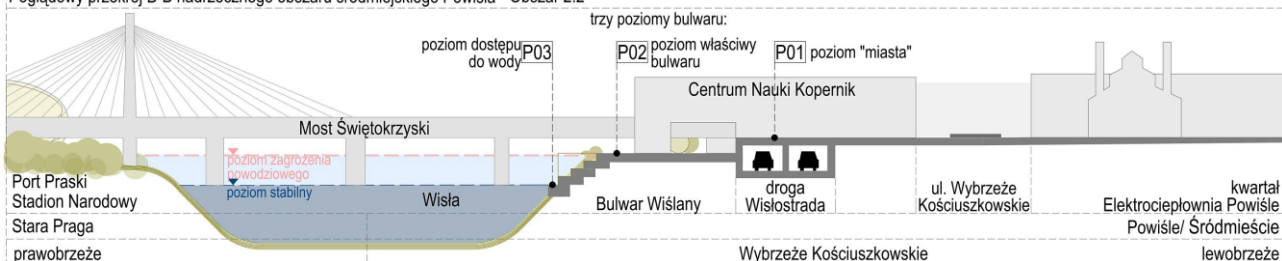 Poglądowy przekrój B-B nadrzecznego obszaru śródmiejskiego Powiśla - Obszar 2.2
trzy poziomy bulwaru:
poziom dostępu
do wody
P03
P02
poziom właściwy
bulwaru
P01
poziom "miasta"
Centrum Nauki Kopernik
Most Świętokrzyski
poziom zagrożenia
powodziowego
poziom stabilny
Port Praski
Stadion Narodowy
Wisła
Bulwar Wiślany
droga
Wisłostrada
ul. Wybrzeże
Kościuszkowskie
kwartał
Elektrociepłownia Powiśle
Stara Praga
Powiśle/ Śródmieście
prawobrzeże
Wybrzeże Kościuszkowskie
lewobrzeże